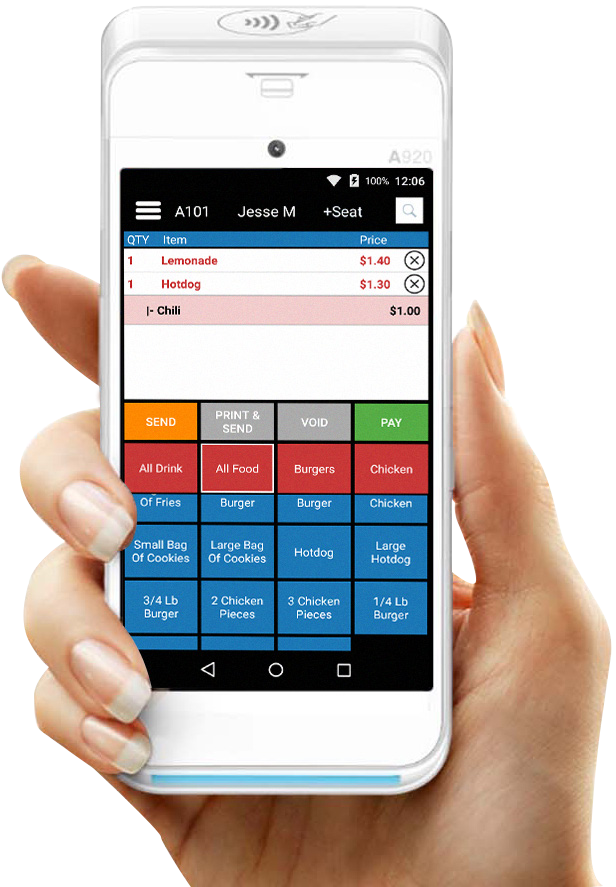 A920
100% 12:06
A101 Jesse M +Seat
QTY Item Price
1 Lemonade $1.40
1 Hotdog $1.30
|- Chili $1.00
SEND PRINT & SEND VOID PAY
All Drink All Food Burgers Chicken
Of Fries Burger Burger Chicken
Small Bag Large Bag Hotdog Large
Of Cookies Of Cookies Hotdog
3/4 Lb 2 Chicken 3 Chicken 1/4 Lb
Burger Pieces Pieces Burger